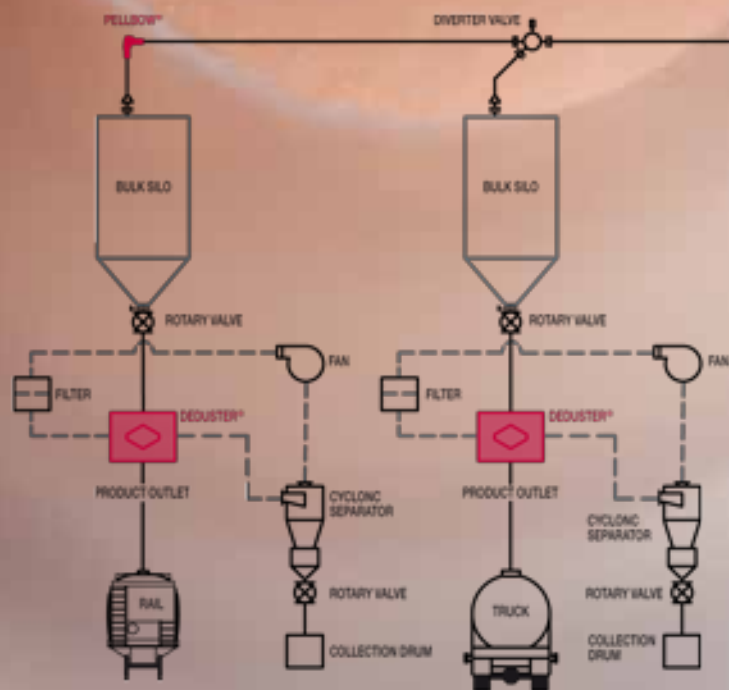 PELLBOW®
DIVERTER VALVE
BULK SILO
BULK SILO
ROTARY VALVE
ROTARY VALVE
FAN
FAN
FILTER
FILTER
DEDUSTER®
DEDUSTER®
PRODUCT OUTLET
PRODUCT OUTLET
CYCLONC
SEPARATOR
CYCLONC
SEPARATOR
RAIL
TRUCK
ROTARY VALVE
ROTARY VALVE
COLLECTION DRUM
COLLECTION
DRUM